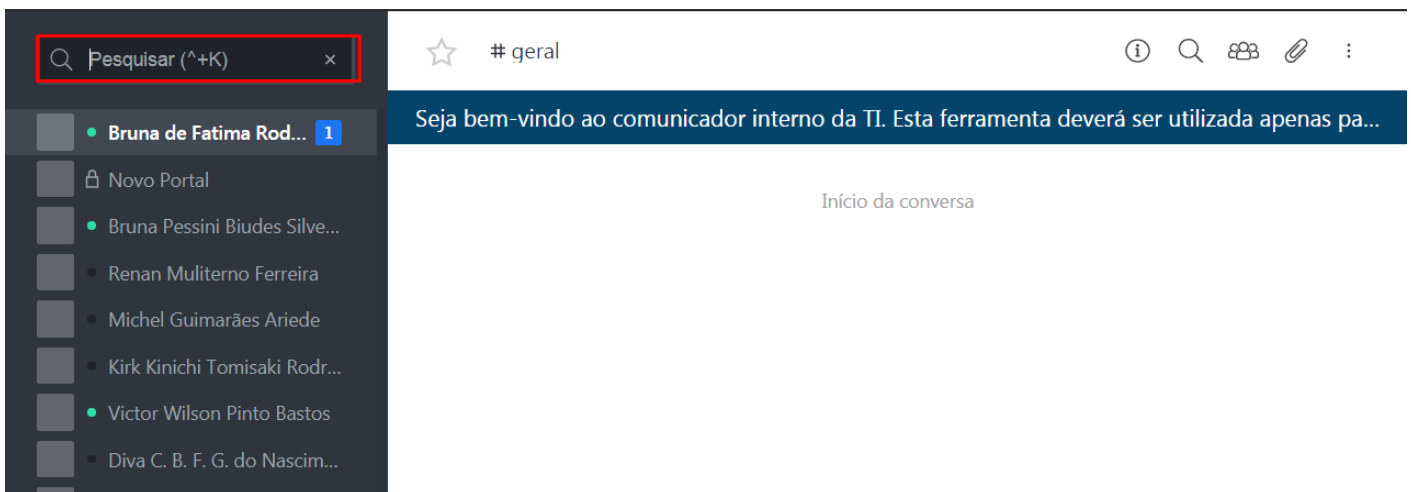 Pesquisar (^+K)
Bruna de Fatima Rod... 1
Novo Portal
Bruna Pessini Biudes Silve...
Renan Muliterno Ferreira
Michel Guimarães Ariede
Kirk Kinichi Tomisaki Rodr...
Victor Wilson Pinto Bastos
Diva C. B. F. G. do Nascim...
# geral
Seja bem-vindo ao comunicador interno da TI. Esta ferramenta deverá ser utilizada apenas pa...
Início da conversa